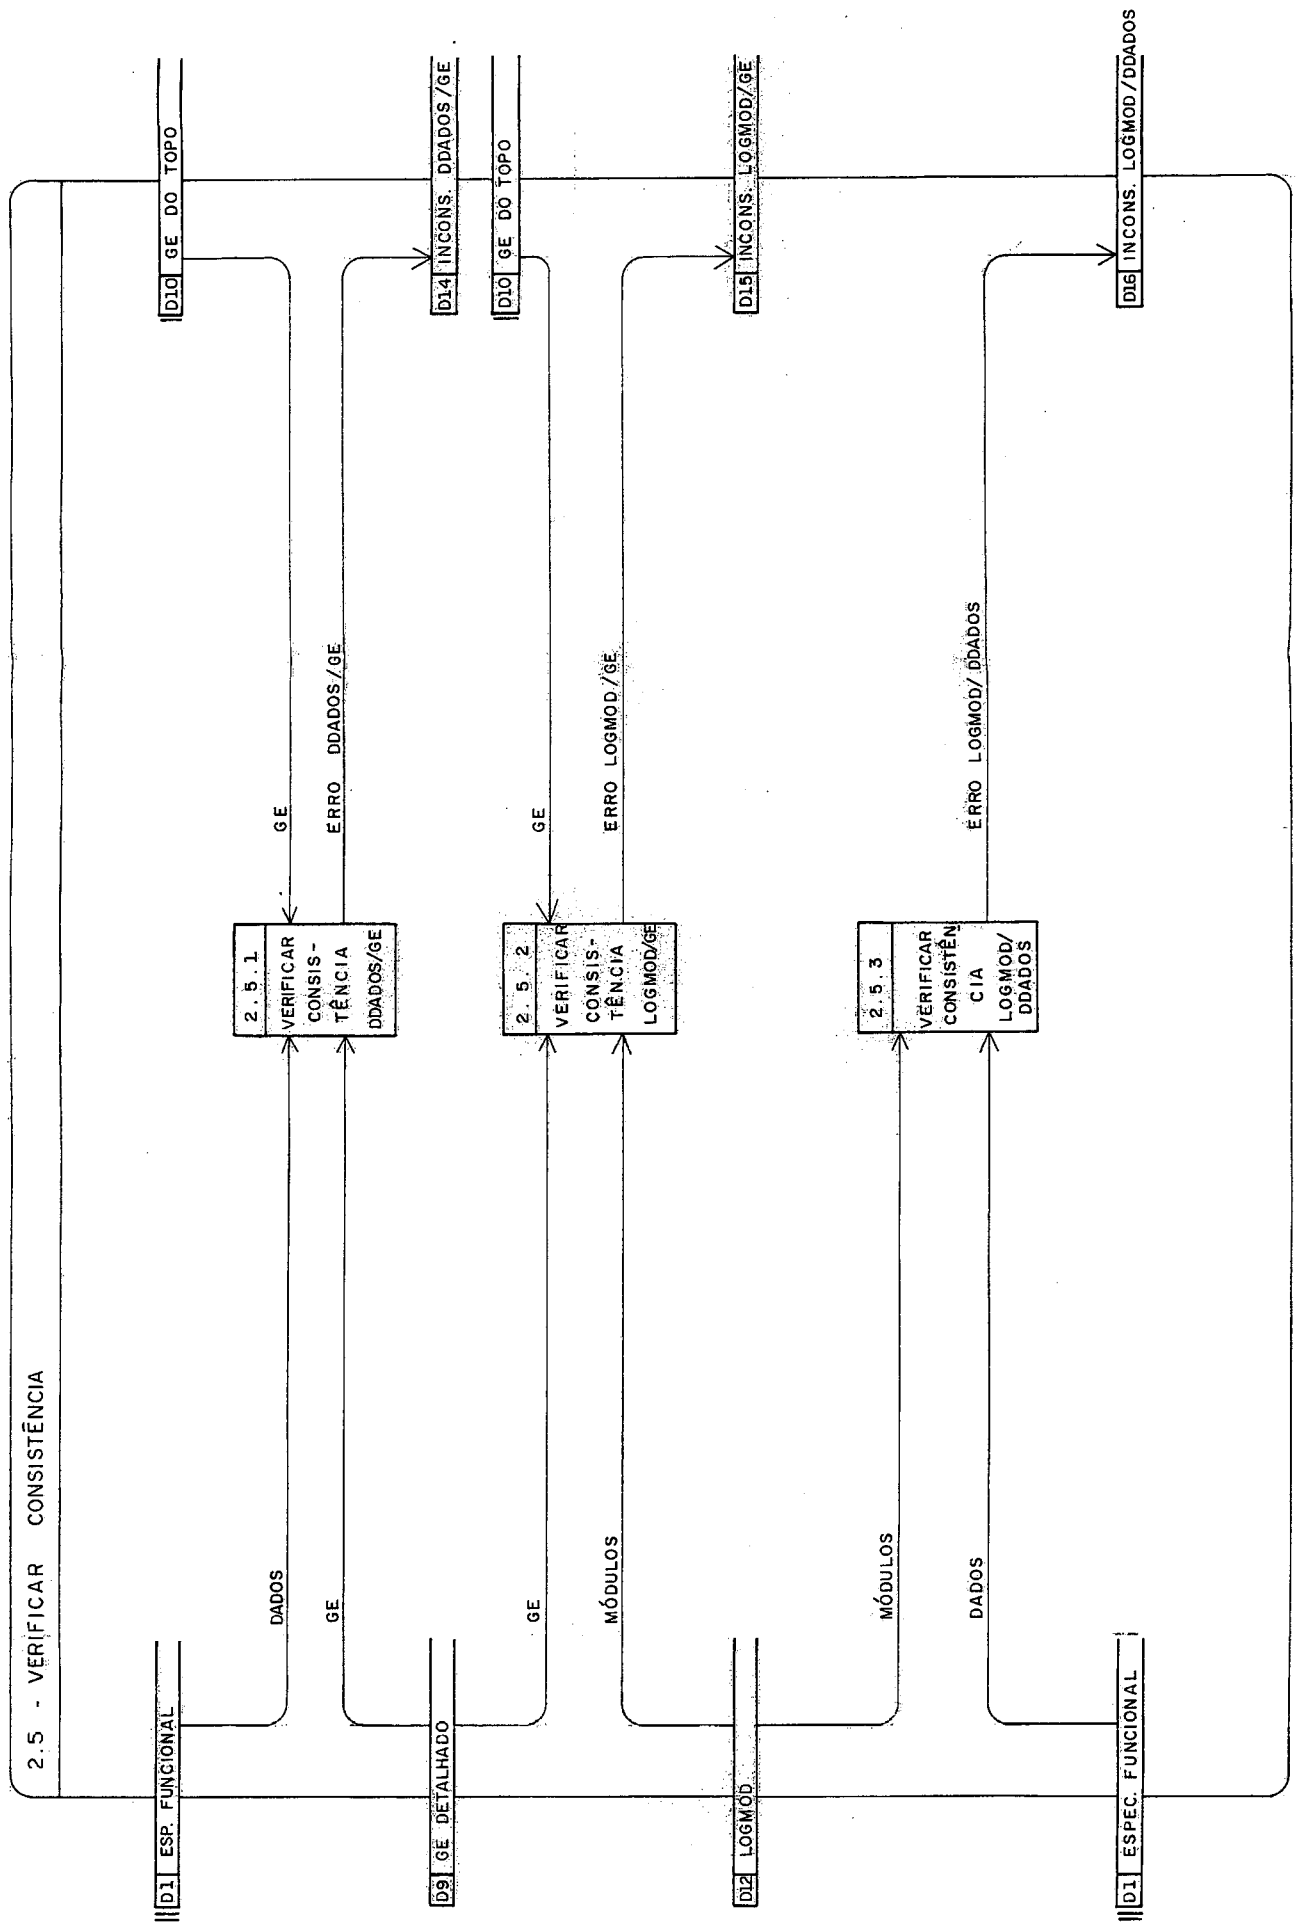 2.5 - VERIFICAR CONSISTÊNCIA
D1 ESP. FUNCIONAL
DADOS
2.5.1
VERIFICAR
CONSIS-
TÊNCIA
DDADOS/GE
GE
D10 GE DO TOPO
GE
ERRO DDADOS/GE
D14 INCONS. DDADOS/GE
D9 GE DETALHADO
GE
2.5.2
VERIFICAR
CONSIS-
TÊNCIA
LOGMOD/GE
GE
D10 GE DO TOPO
MÓDULOS
ERRO LOGMOD/GE
D15 INCONS. LOGMOD/GE
D12 LOGMOD
MÓDULOS
2.5.3
VERIFICAR
CONSISTÊN
CIA
LOGMOD/
DDADOS
DADOS
ERRO LOGMOD/DDADOS
D16 INCONS. LOGMOD/DDADOS
D1 ESPEC. FUNCIONAL